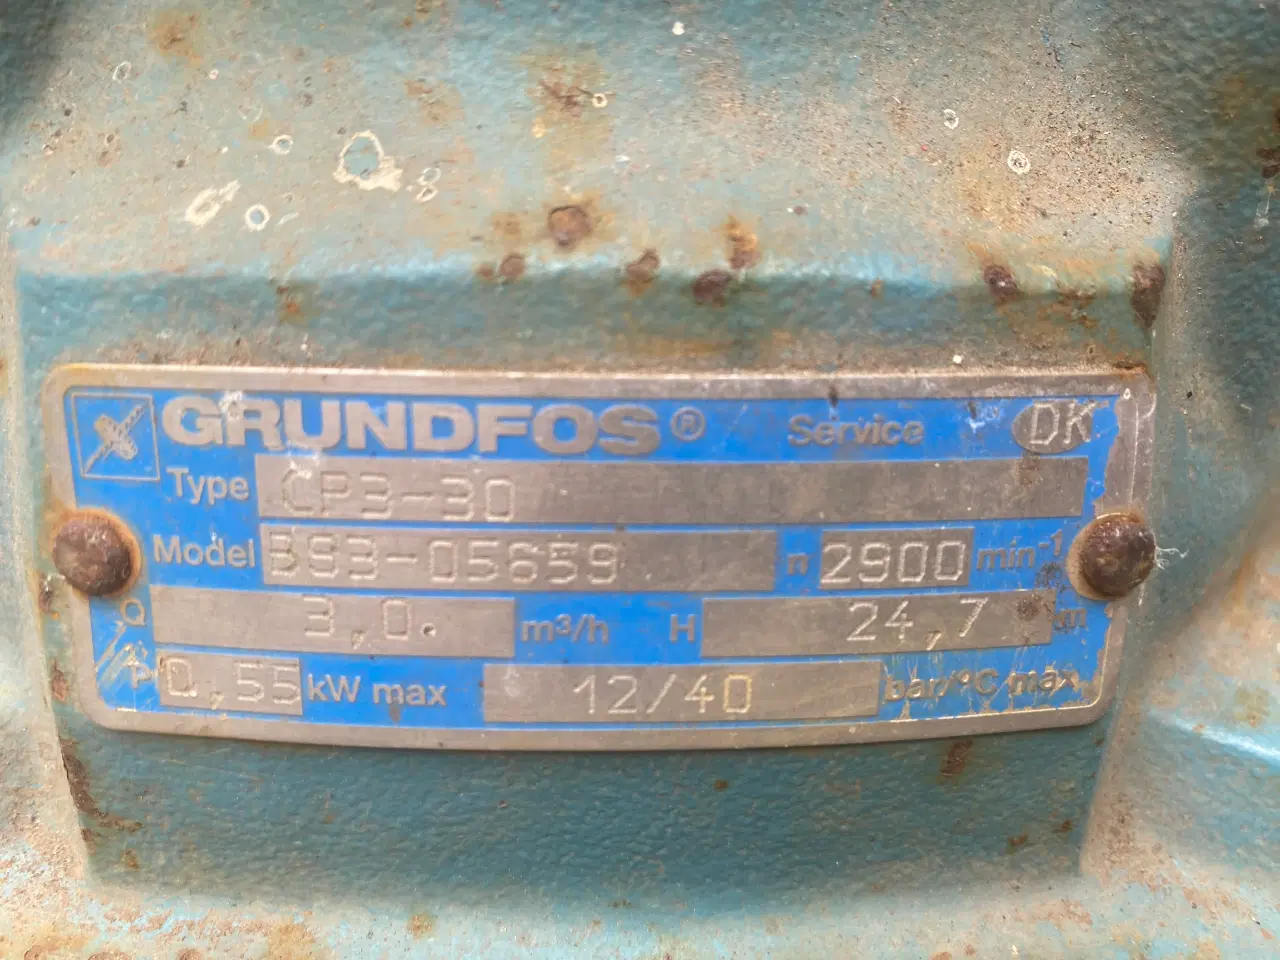 GRUNDFOS® Service DK
Type CP3-30
Model BS3-05659 n 2900 min-1
Q 3,0. m³/h H 24,7 m
P 0,55 kW max 12/40 bar/°C max